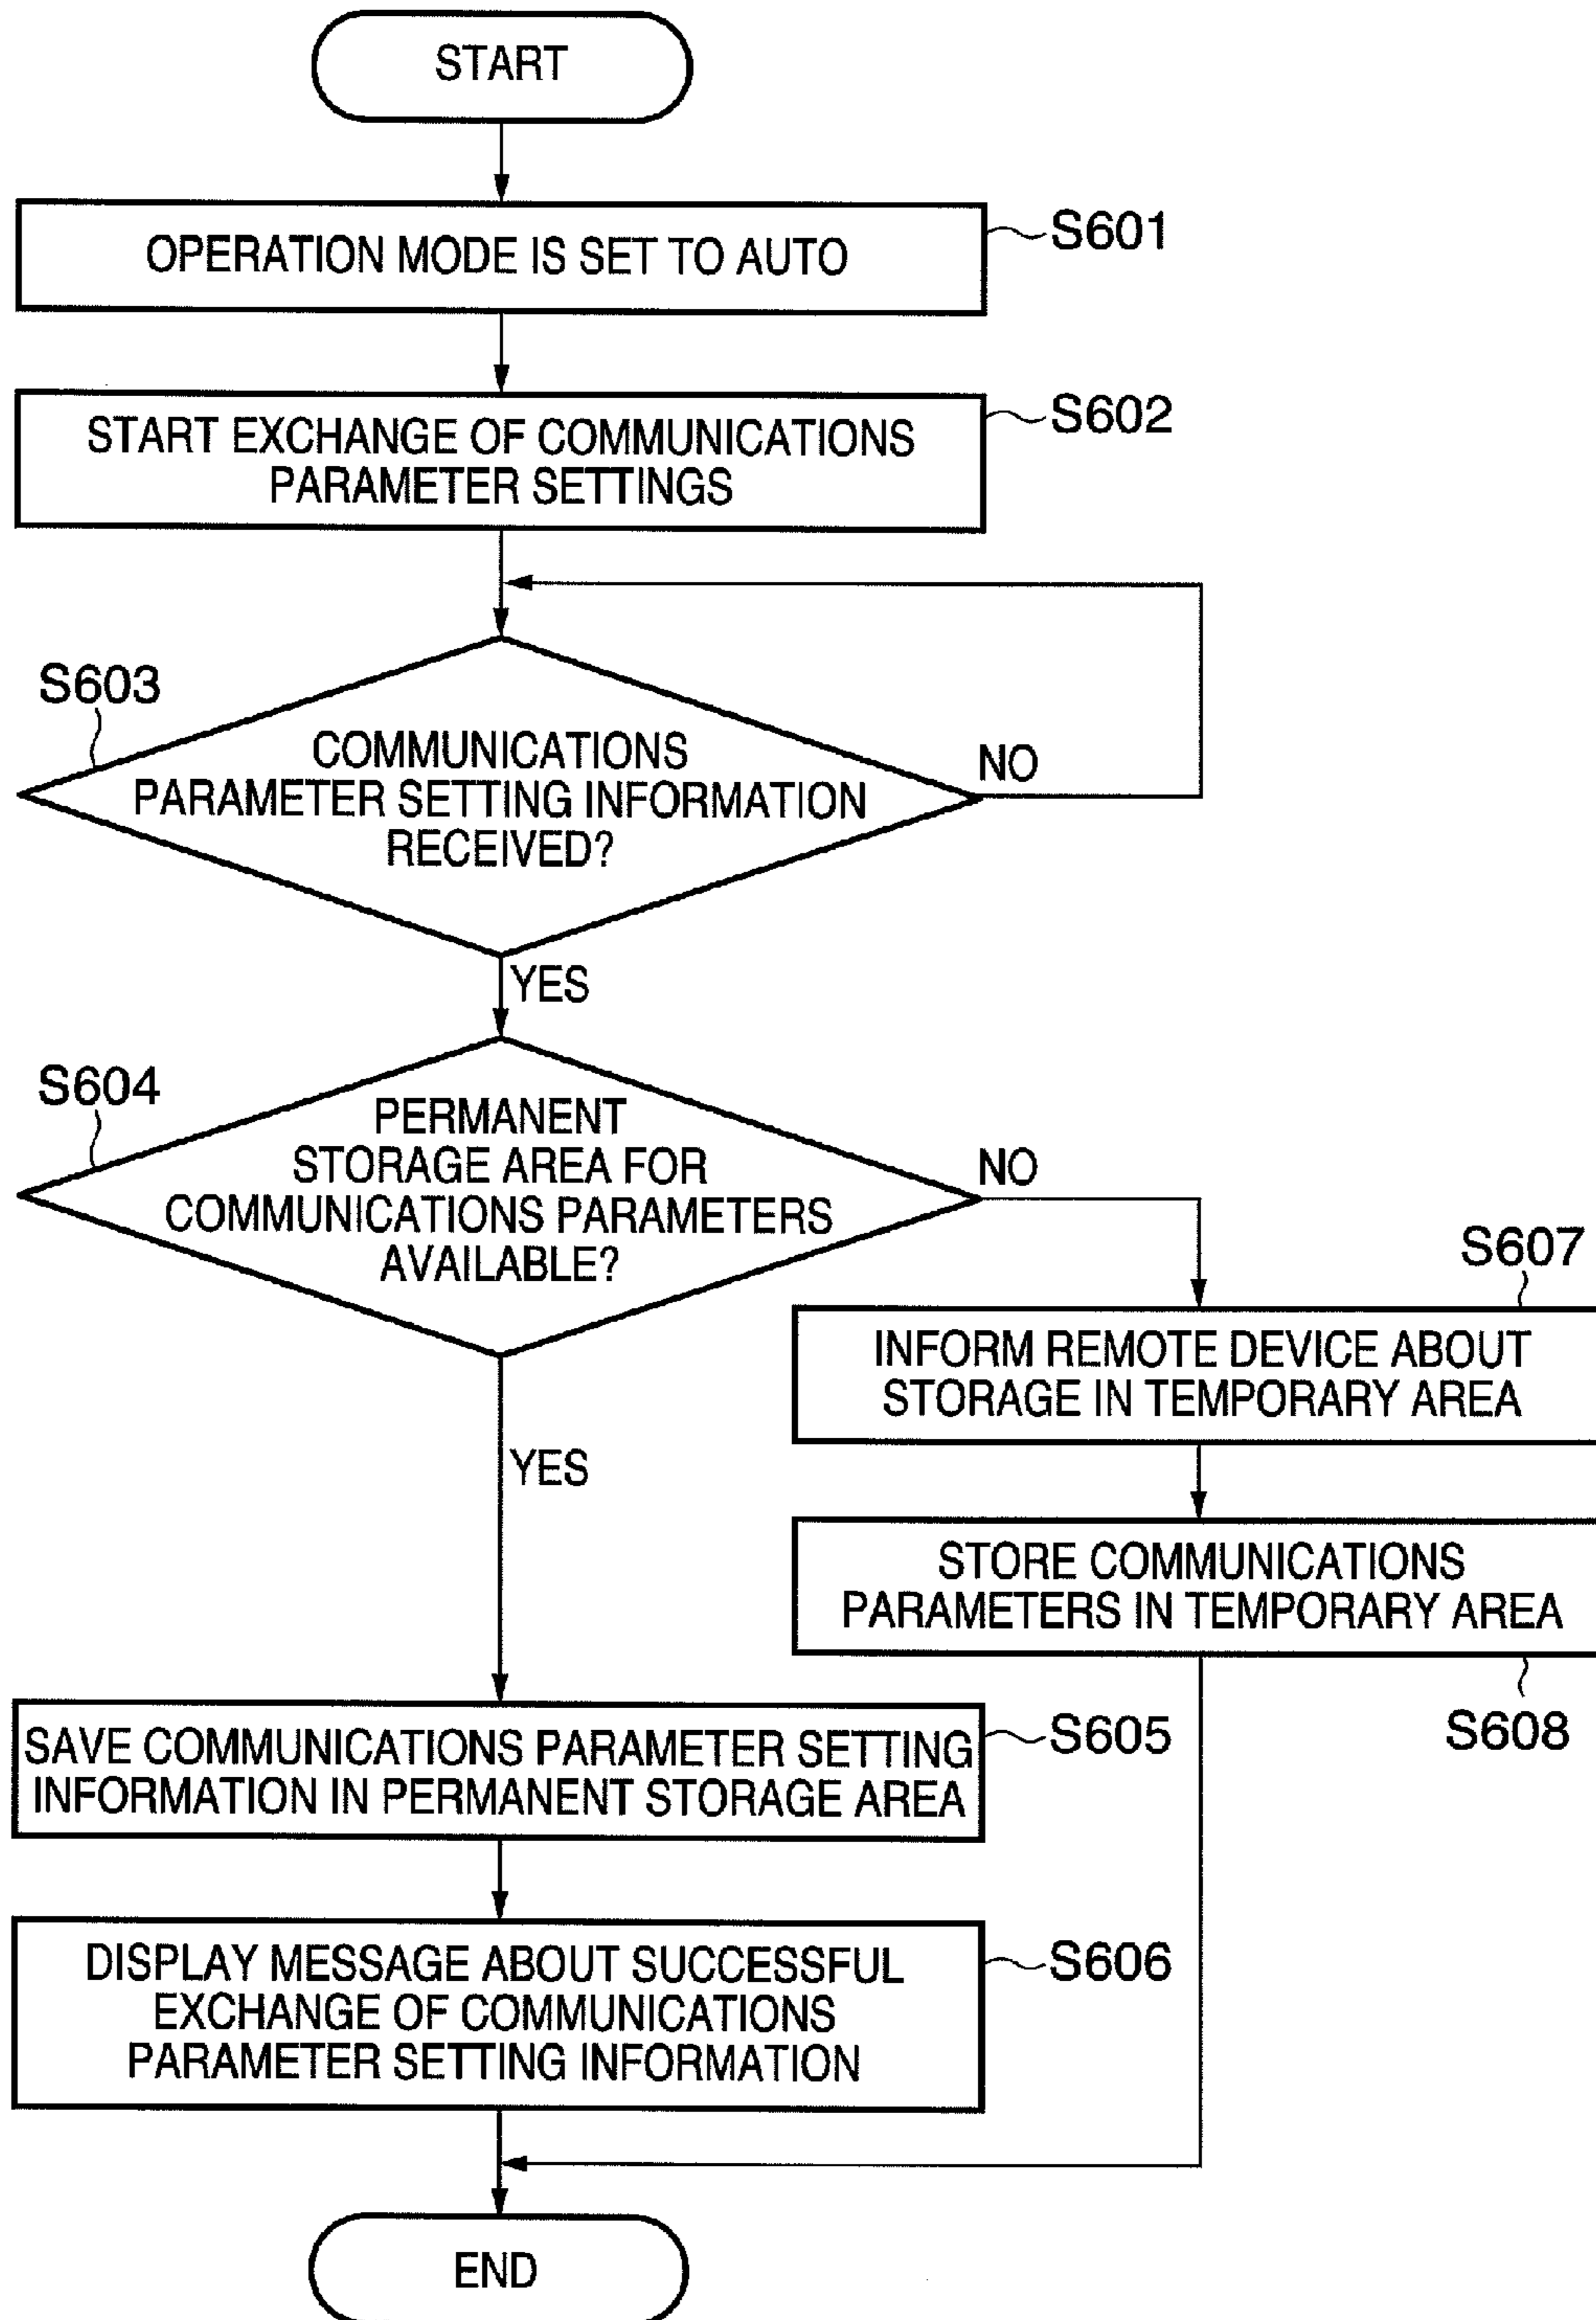 START
OPERATION MODE IS SET TO AUTO
S601
START EXCHANGE OF COMMUNICATIONS
PARAMETER SETTINGS
S602
S603
COMMUNICATIONS
PARAMETER SETTING INFORMATION
RECEIVED?
NO
YES
S604
PERMANENT
STORAGE AREA FOR
COMMUNICATIONS PARAMETERS
AVAILABLE?
NO
YES
S607
INFORM REMOTE DEVICE ABOUT
STORAGE IN TEMPORARY AREA
STORE COMMUNICATIONS
PARAMETERS IN TEMPORARY AREA
S608
SAVE COMMUNICATIONS PARAMETER SETTING
INFORMATION IN PERMANENT STORAGE AREA
S605
DISPLAY MESSAGE ABOUT SUCCESSFUL
EXCHANGE OF COMMUNICATIONS
PARAMETER SETTING INFORMATION
S606
END